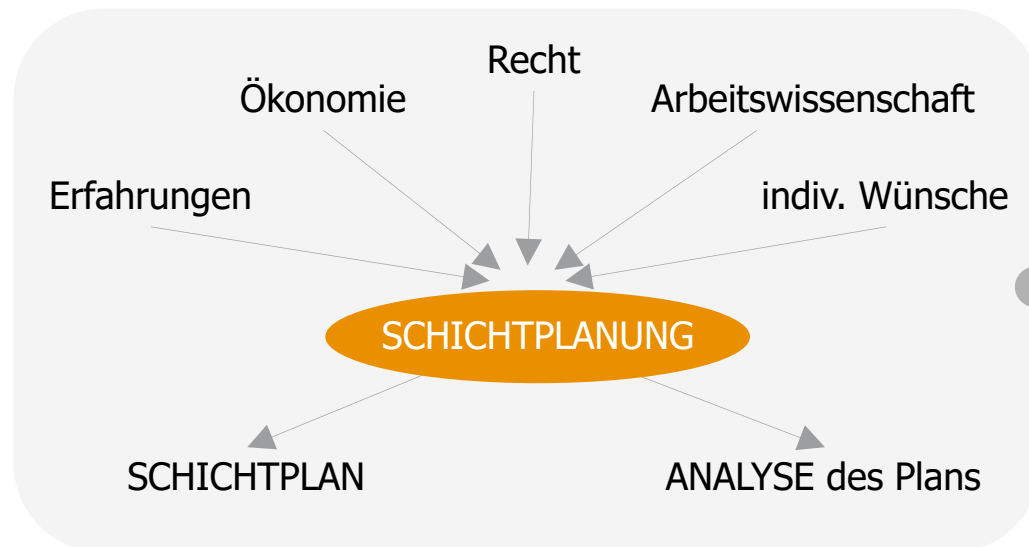 Recht
Ökonomie
Arbeitswissenschaft
Erfahrungen
indiv. Wünsche
SCHICHTPLANUNG
SCHICHTPLAN
ANALYSE des Plans